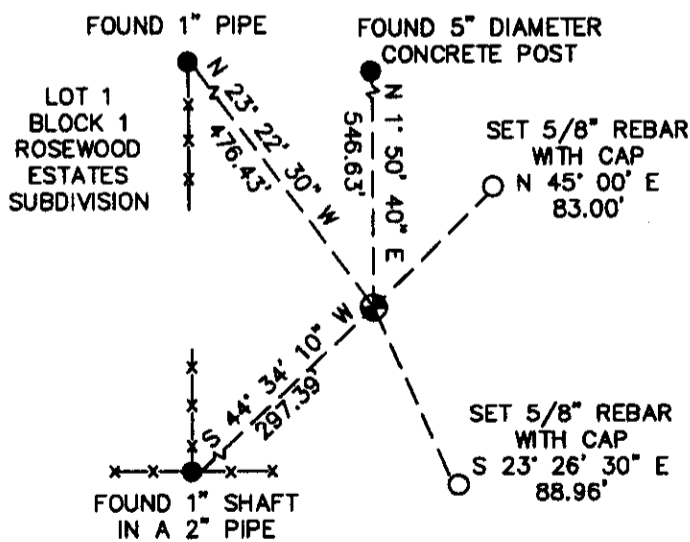 FOUND 1" PIPE
FOUND 5" DIAMETER
CONCRETE POST
LOT 1
BLOCK 1
ROSEWOOD
ESTATES
SUBDIVISION
N 23° 22' 30" W
476.43'
N 1° 50' 40" E
546.63'
SET 5/8" REBAR
WITH CAP
N 45° 00' E
83.00'
S 44° 34' 10" W
297.39'
SET 5/8" REBAR
WITH CAP
S 23° 26' 30" E
88.96'
FOUND 1" SHAFT
IN A 2" PIPE